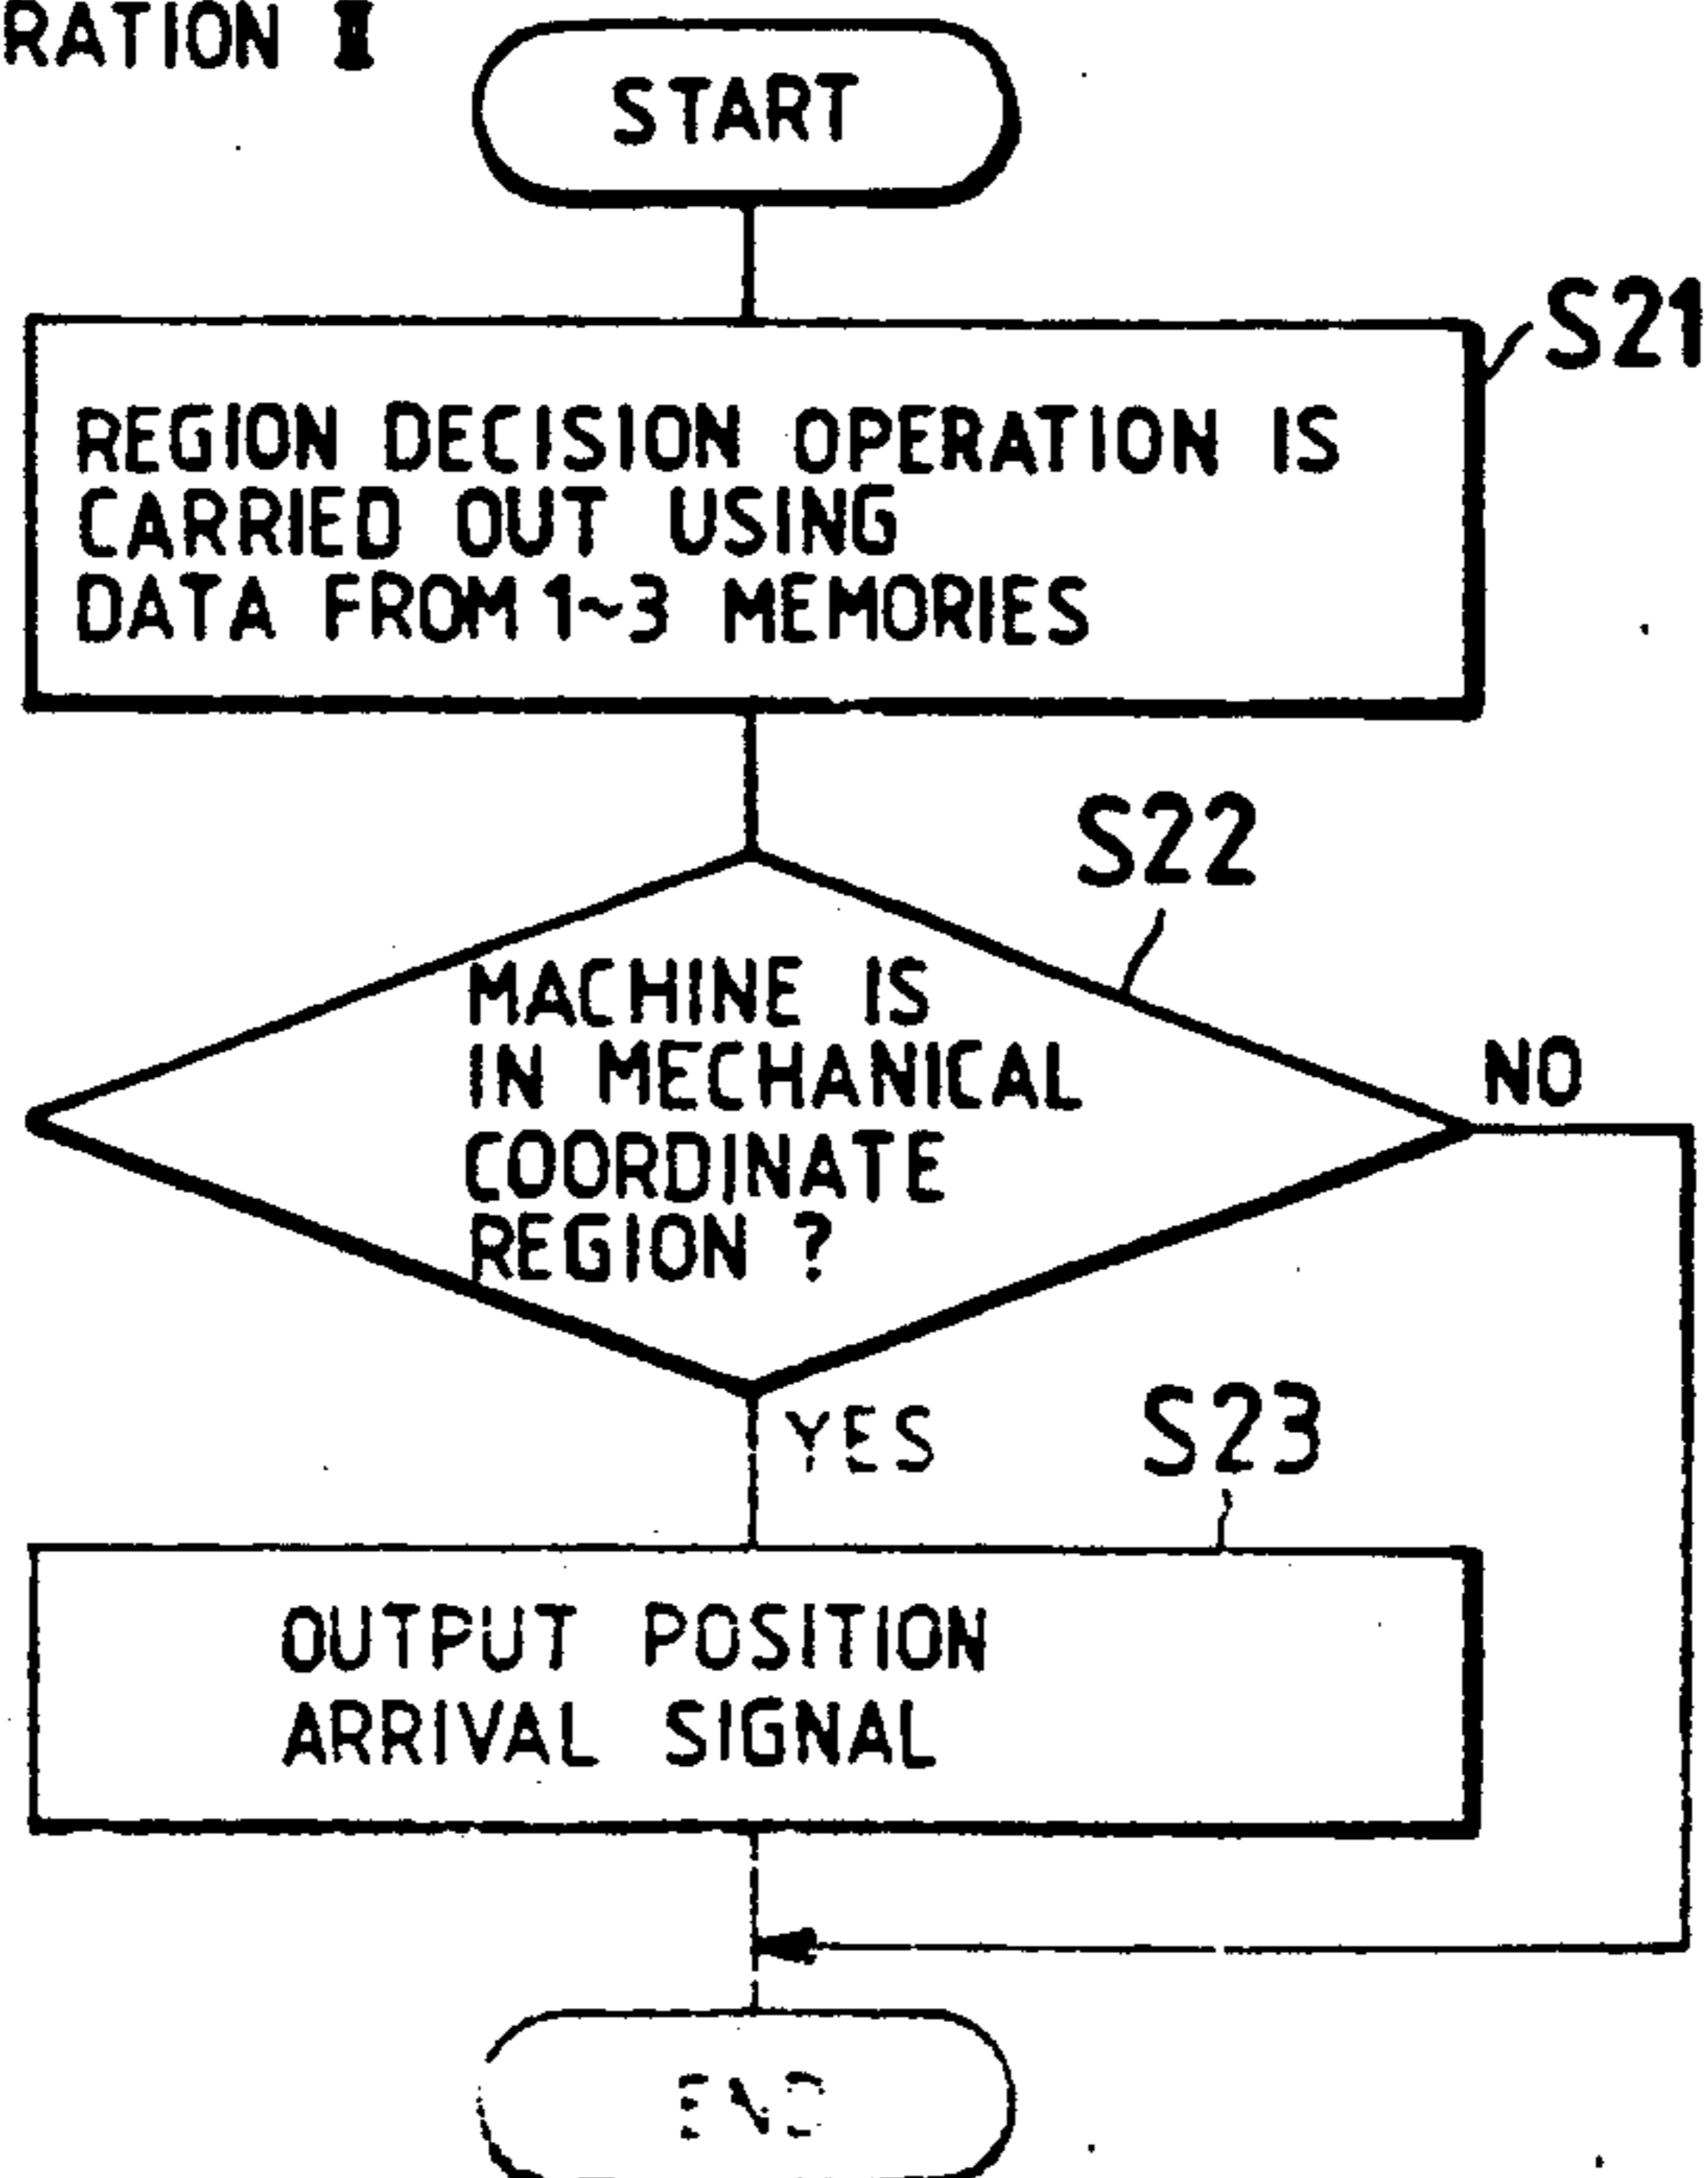 RATION II
START
S21
REGION DECISION OPERATION IS
CARRIED OUT USING
DATA FROM 1~3 MEMORIES
S22
MACHINE IS
IN MECHANICAL
COORDINATE
REGION ?
NO
YES
S23
OUTPUT POSITION
ARRIVAL SIGNAL
END